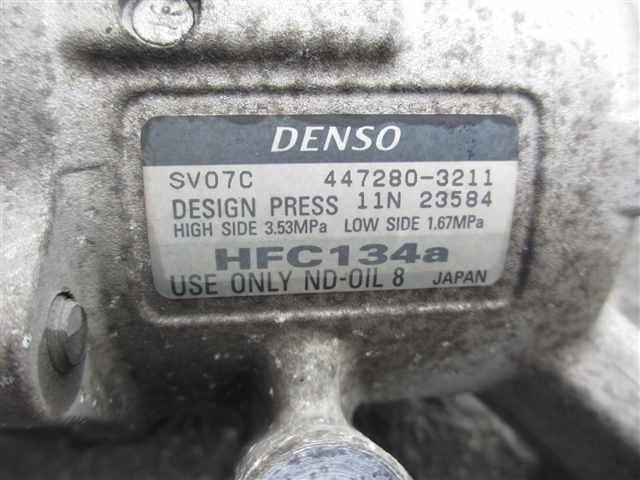 DENSO
SV07C 447280-3211
DESIGN PRESS 11N 23584
HIGH SIDE 3.53MPa LOW SIDE 1.67MPa
HFC134a
USE ONLY ND-OIL 8 JAPAN